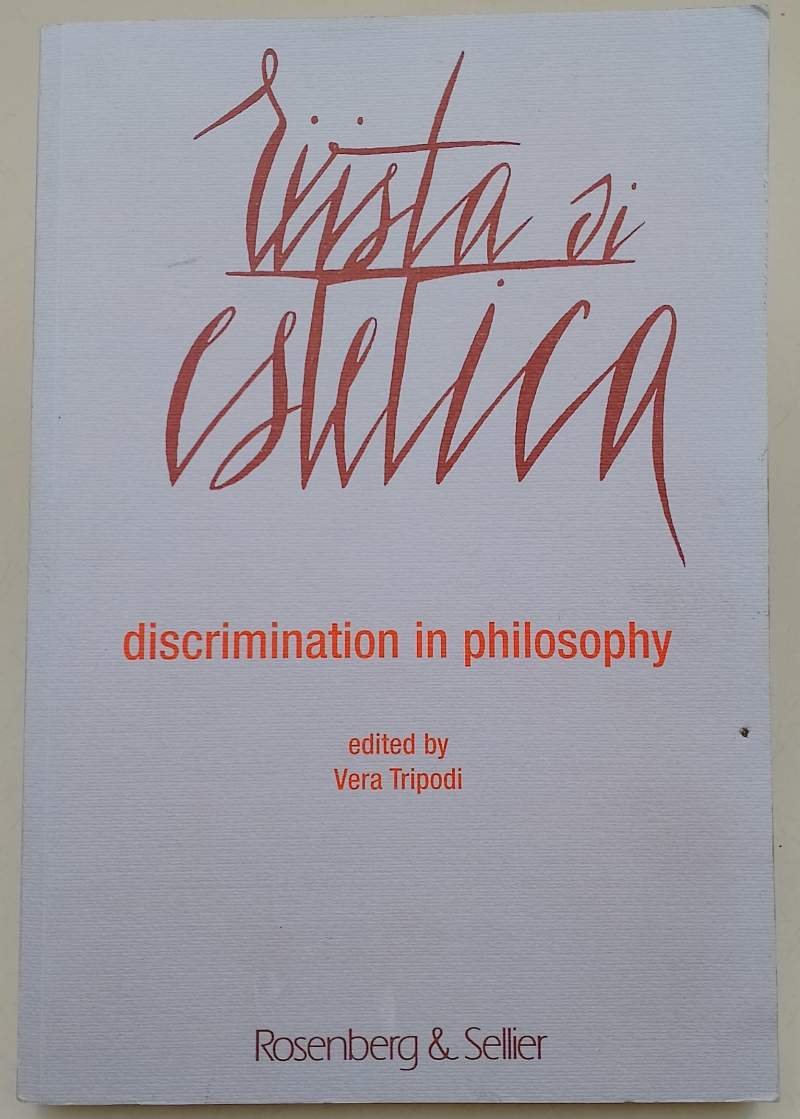 rivista di
estetica
discrimination in philosophy
edited by
Vera Tripodi
Rosenberg & Sellier